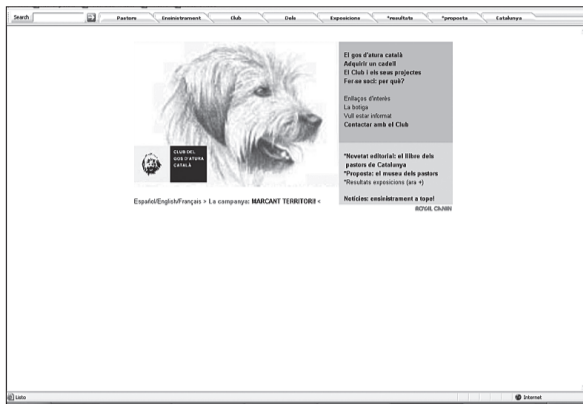 Search
Pastors Ensinistrament Club Dels Exposicions *resultats *proposta Catalunya
El gos d'atura català
Adquirir un cadell
El Club i els seus projectes
Fer-se soci: per què?
Enllaços d'interès
La botiga
Vull estar informat
Contactar amb el Club
CLUB DEL
GOS D'ATURA
CATALÀ
*Novetat editorial: el llibre dels
pastors de Catalunya
*Proposta: el museu dels pastors
*Resultats exposicions (ara +)
Notícies: ensinistrament a tope!
Español/English/Français > La campanya: MARCANT TERRITORI! <
ROYAL CANIN
Listo
Internet